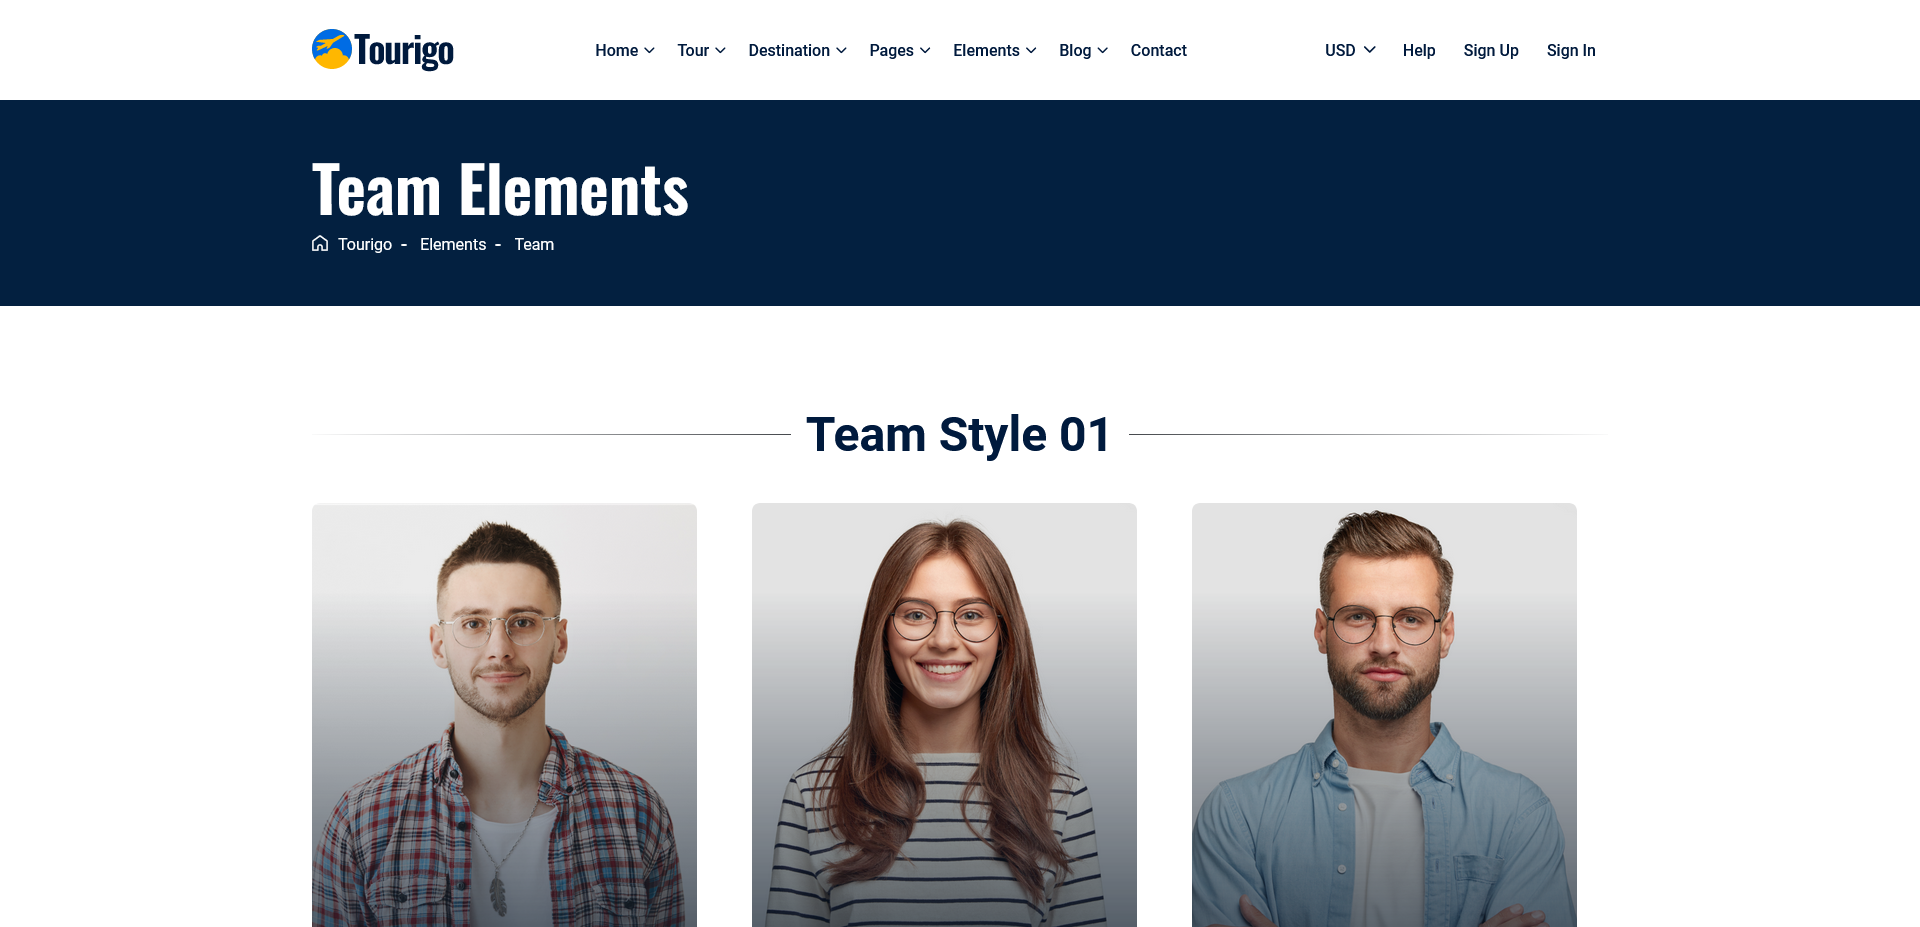 Tourigo
Home Tour Destination Pages Elements Blog Contact
USD Help Sign Up Sign In
Team Elements
Tourigo - Elements - Team
Team Style 01